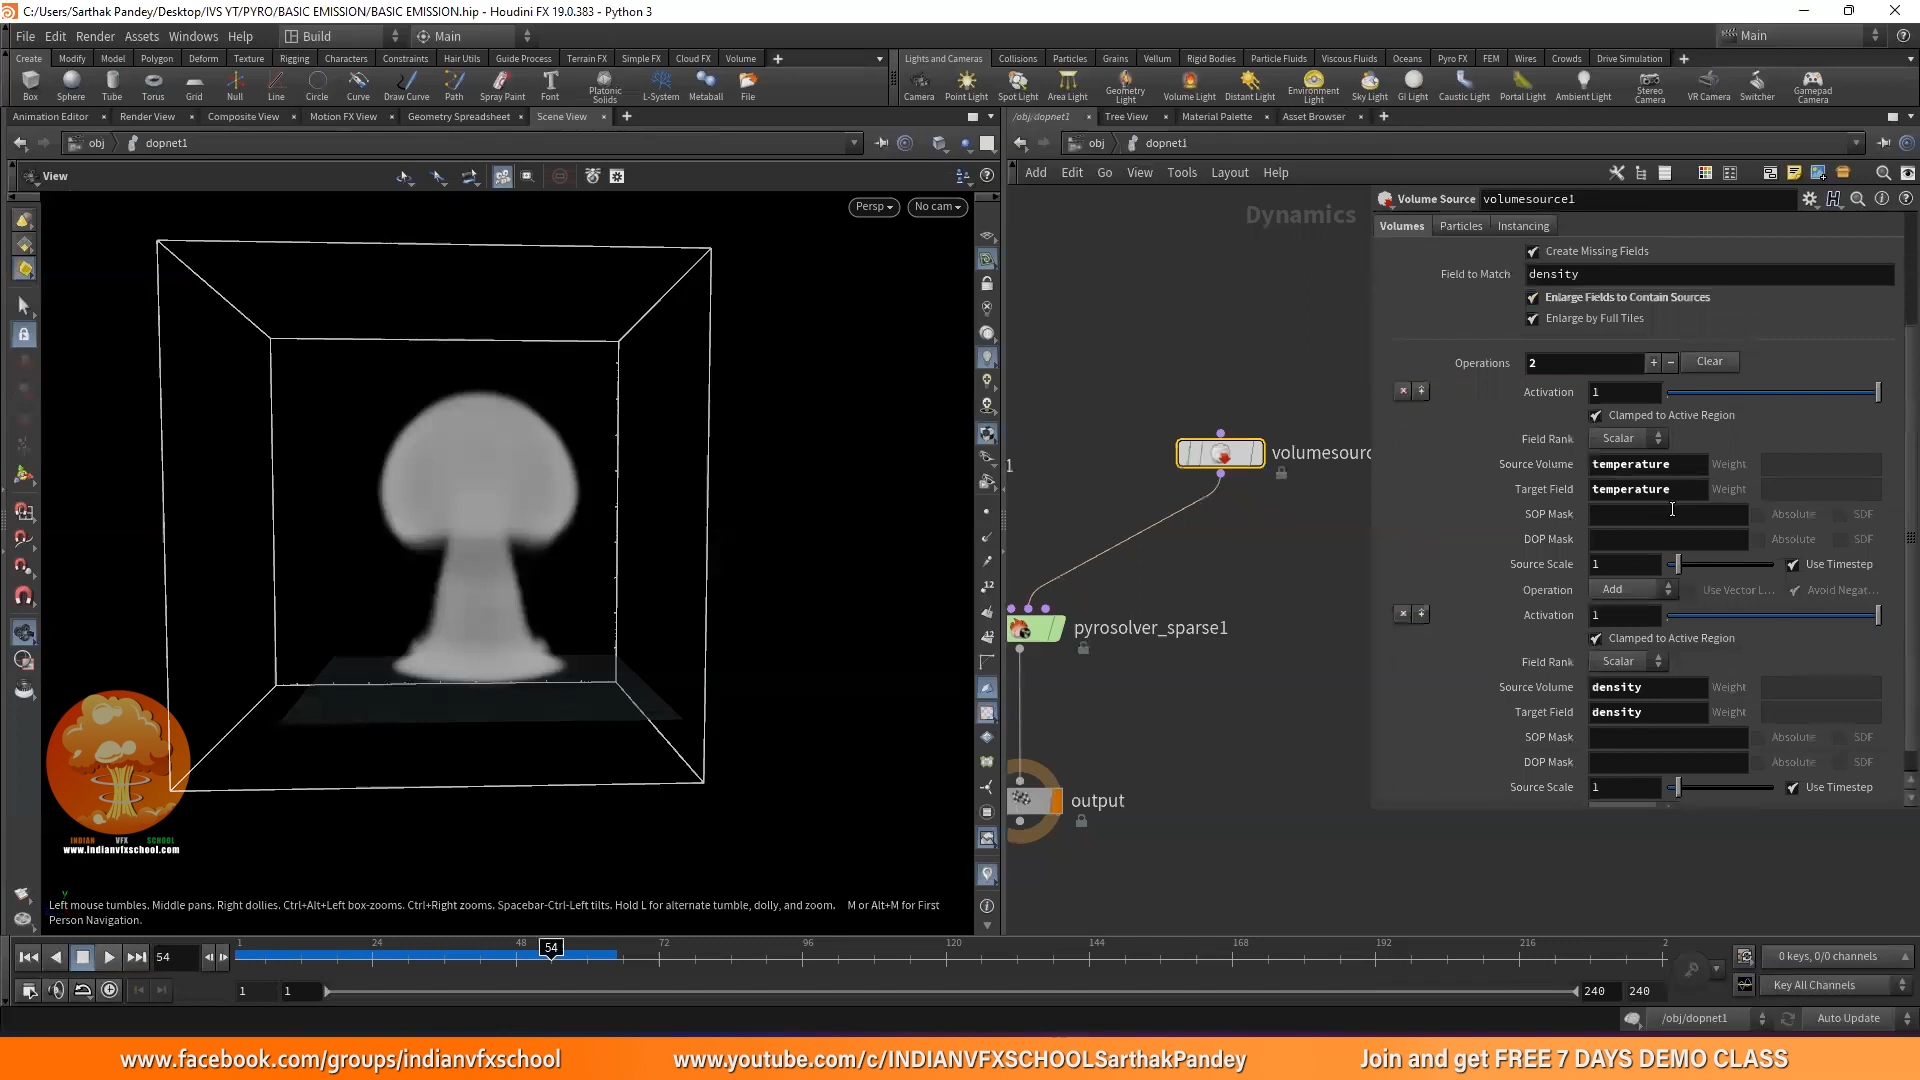 C:/Users/Sarthak Pandey/Desktop/IVS YT/PYRO/BASIC EMISSION/BASIC EMISSION.hip - Houdini FX 19.0.383 - Python 3
File Edit Render Assets Windows Help Build Main Main
Create Modify Model Polygon Deform Texture Rigging Characters Constraints Hair Utils Guide Process Terrain FX Simple FX Cloud FX Volume
Lights and Cameras Collisions Particles Grains Vellum Rigid Bodies Particle Fluids Viscous Fluids Oceans Pyro FX FEM Wires Crowds Drive Simulation
Box Sphere Tube Torus Grid Null Line Circle Curve Draw Curve Path Spray Paint Font Platonic Solids L-System Metaball File
Camera Point Light Spot Light Area Light Geometry Light Volume Light Distant Light Environment Light Sky Light GI Light Caustic Light Portal Light Ambient Light Stereo Camera VR Camera Switcher Gamepad Camera
Animation Editor Render View Composite View Motion FX View Geometry Spreadsheet Scene View
/obj/dopnet1 Tree View Material Palette Asset Browser
obj dopnet1
obj dopnet1
View
Add Edit Go View Tools Layout Help
Persp No cam
Dynamics
Volume Source volumesource1
Volumes Particles Instancing
Create Missing Fields
Field to Match density
Enlarge Fields to Contain Sources
Enlarge by Full Tiles
Operations 2 + - Clear
Activation 1
Clamped to Active Region
Field Rank Scalar
Source Volume temperature Weight
Target Field temperature Weight
SOP Mask Absolute SDF
DOP Mask Absolute SDF
Source Scale 1 Use Timestep
Operation Add Use Vector L... Avoid Negat...
Activation 1
Clamped to Active Region
Field Rank Scalar
Source Volume density Weight
Target Field density Weight
SOP Mask Absolute SDF
DOP Mask Absolute SDF
Source Scale 1 Use Timestep
1
volumesourc
pyrosolver_sparse1
output
INDIAN VFX SCHOOL
www.indianvfxschool.com
Left mouse tumbles. Middle pans. Right dollies. Ctrl+Alt+Left box-zooms. Ctrl+Right zooms. Spacebar-Ctrl-Left tilts. Hold L for alternate tumble, dolly, and zoom. M or Alt+M for First
Person Navigation.
54
1 24 48 54 72 96 120 144 168 192 216 2
0 keys, 0/0 channels
1 1 240 240
Key All Channels
/obj/dopnet1 Auto Update
www.facebook.com/groups/indianvfxschool www.youtube.com/c/INDIANVFXSCHOOLSarthakPandey Join and get FREE 7 DAYS DEMO CLASS